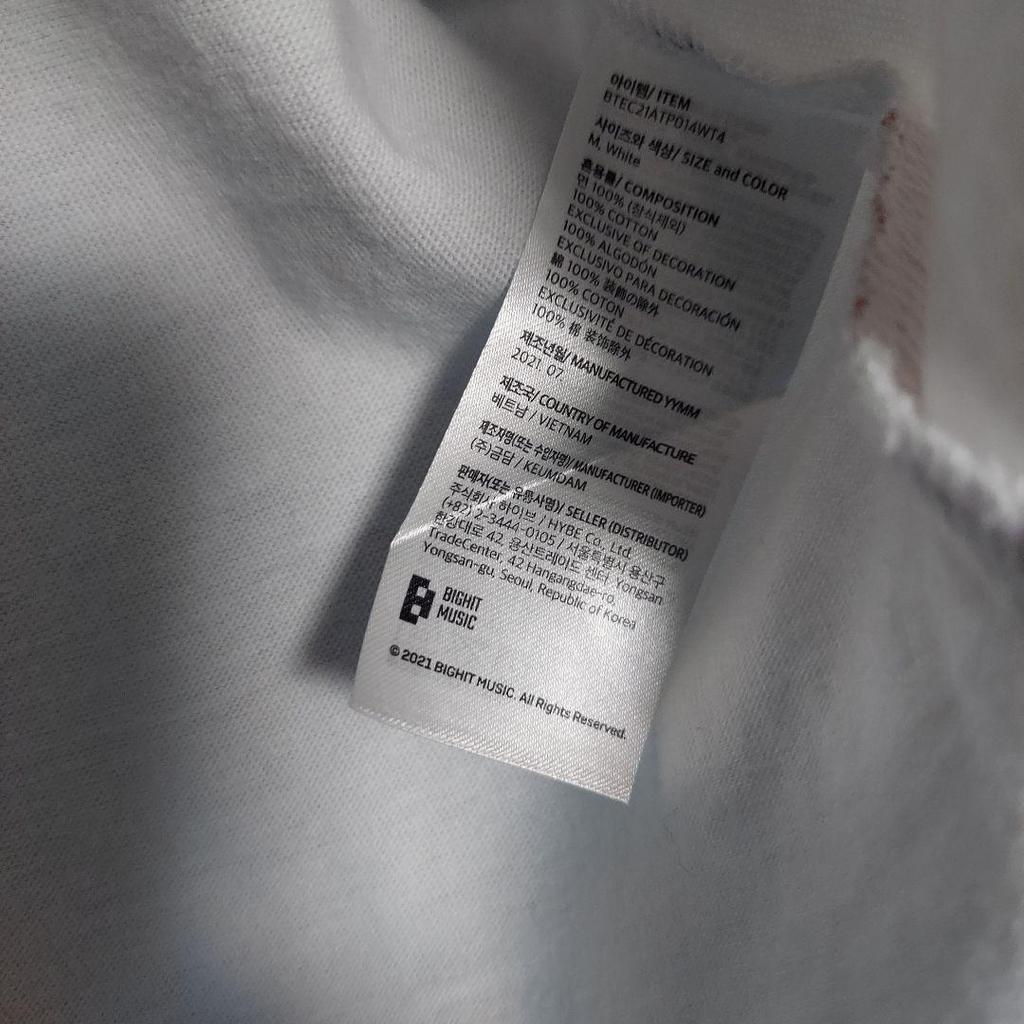 아이템/ ITEM
BTEC21ATP014WT4
사이즈와 색상/ SIZE and COLOR
M, White
혼용률/ COMPOSITION
면 100% (장식제외)
100% COTTON
EXCLUSIVE OF DECORATION
100% ALGODÓN
EXCLUSIVO PARA DECORACIÓN
綿 100% 装飾の除外
100% COTON
EXCLUSIVITÉ DE DÉCORATION
100% 棉 装饰除外
제조년월/ MANUFACTURED YYMM
2021. 07.
제조국/ COUNTRY OF MANUFACTURE
베트남 / VIETNAM
제조자명(또는 수입자명)/ MANUFACTURER (IMPORTER)
(주)금담 / KEUMDAM
판매자(또는 유통사명)/ SELLER (DISTRIBUTOR)
주식회사 하이브 / HYBE Co., Ltd.
(+82) 2-3444-0105 / 서울특별시 용산구
한강대로 42, 용산트레이드 센터, Yongsan
TradeCenter, 42 Hangangdae-ro,
Yongsan-gu, Seoul, Republic of Korea
BIGHIT
MUSIC
© 2021 BIGHIT MUSIC. All Rights Reserved.